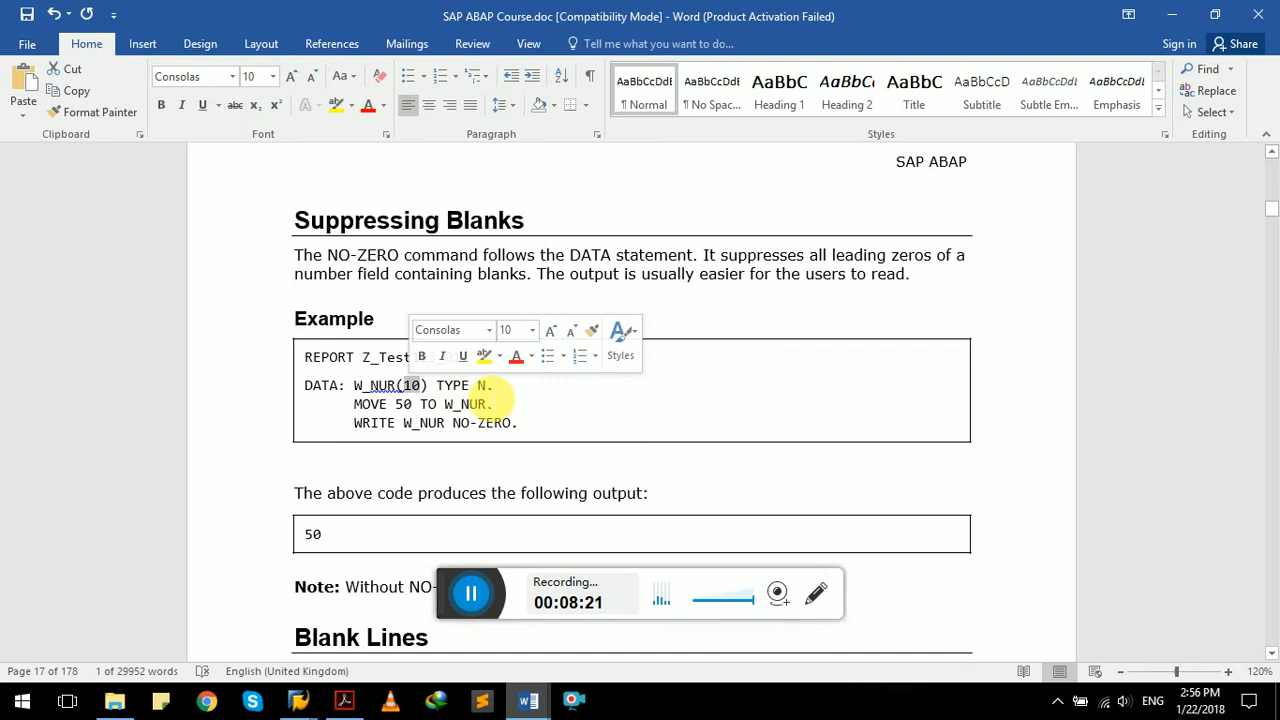 SAP ABAP Course.doc [Compatibility Mode] - Word (Product Activation Failed)
File Home Insert Design Layout References Mailings Review View Tell me what you want to do... Sign in Share
Paste Cut Copy Format Painter
Clipboard
Consolas 10
Font
Paragraph
AaBbCcDdE AaBbCcDdE AaBbC AaBbCc AaBbC AaBbCcD AaBbCcDdE AaBbCcDdE
¶ Normal ¶ No Spac... Heading 1 Heading 2 Title Subtitle Subtle Em... Emphasis
Styles
Find
Replace
Select
Editing
SAP ABAP
Suppressing Blanks
The NO-ZERO command follows the DATA statement. It suppresses all leading zeros of a
number field containing blanks. The output is usually easier for the users to read.
Example
Consolas 10
Styles
REPORT Z_Test
DATA: W_NUR(10) TYPE N.
MOVE 50 TO W_NUR.
WRITE W_NUR NO-ZERO.
The above code produces the following output:
50
Note: Without NO-
Recording...
00:08:21
Blank Lines
Page 17 of 178 1 of 29952 words English (United Kingdom) 120%
ENG
2:56 PM
1/22/2018